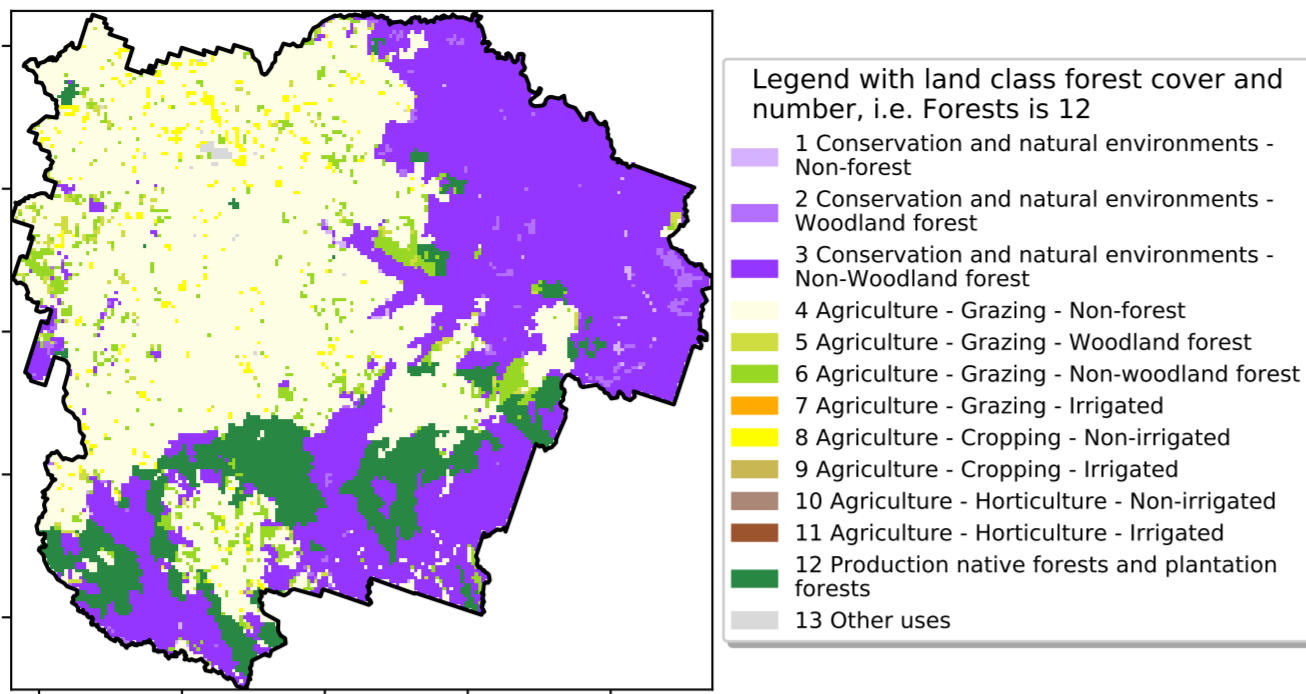 Legend with land class forest cover and
number, i.e. Forests is 12
1 Conservation and natural environments -
Non-forest
2 Conservation and natural environments -
Woodland forest
3 Conservation and natural environments -
Non-Woodland forest
4 Agriculture - Grazing - Non-forest
5 Agriculture - Grazing - Woodland forest
6 Agriculture - Grazing - Non-woodland forest
7 Agriculture - Grazing - Irrigated
8 Agriculture - Cropping - Non-irrigated
9 Agriculture - Cropping - Irrigated
10 Agriculture - Horticulture - Non-irrigated
11 Agriculture - Horticulture - Irrigated
12 Production native forests and plantation
forests
13 Other uses